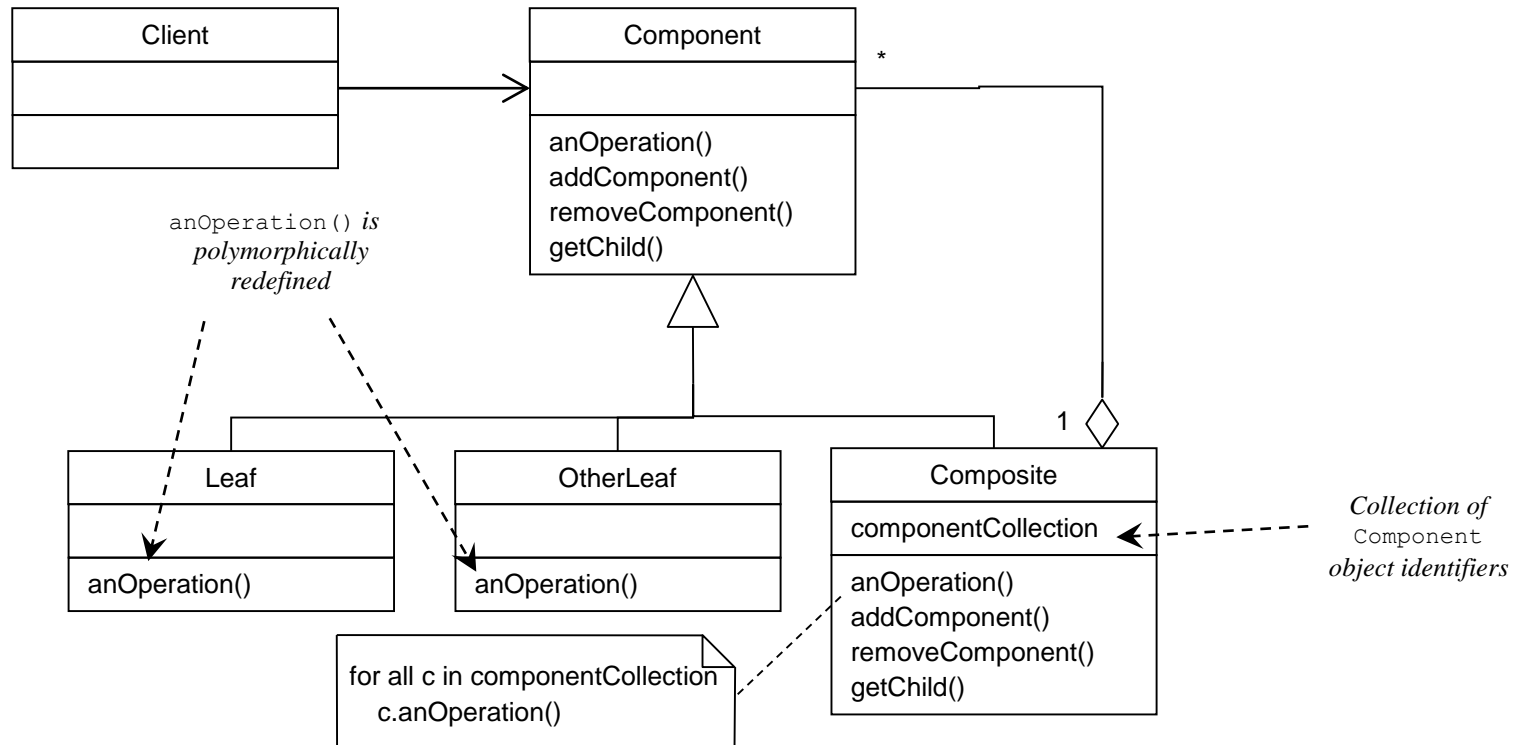 Client
Component
*
anOperation()
addComponent()
removeComponent()
getChild()
anOperation() is
polymorphically
redefined
1
Leaf
OtherLeaf
Composite
anOperation()
anOperation()
componentCollection
anOperation()
addComponent()
removeComponent()
getChild()
Collection of
Component
object identifiers
for all c in componentCollection
c.anOperation()